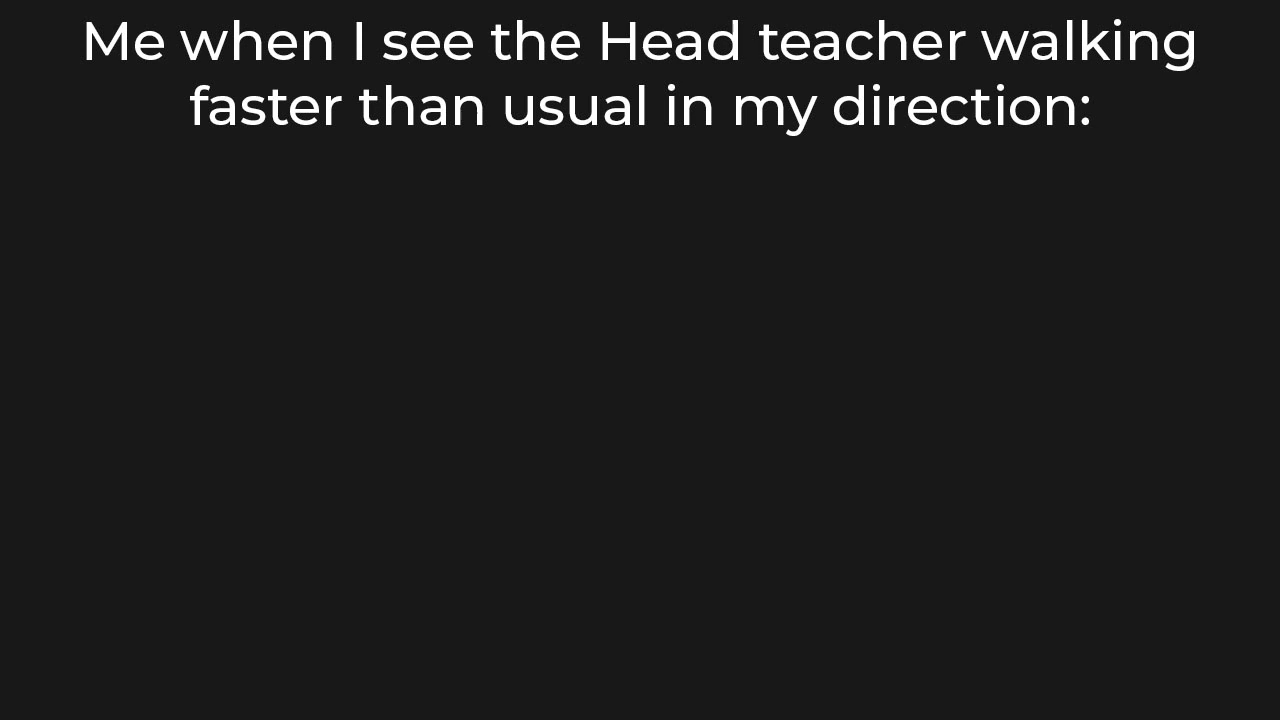 Me when I see the Head teacher walking
faster than usual in my direction: